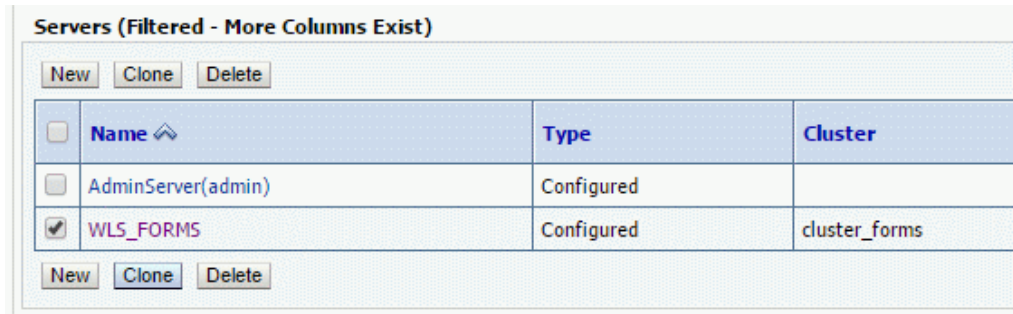 Servers (Filtered - More Columns Exist)
New Clone Delete
Name Type Cluster
AdminServer(admin) Configured
WLS_FORMS Configured cluster_forms
New Clone Delete